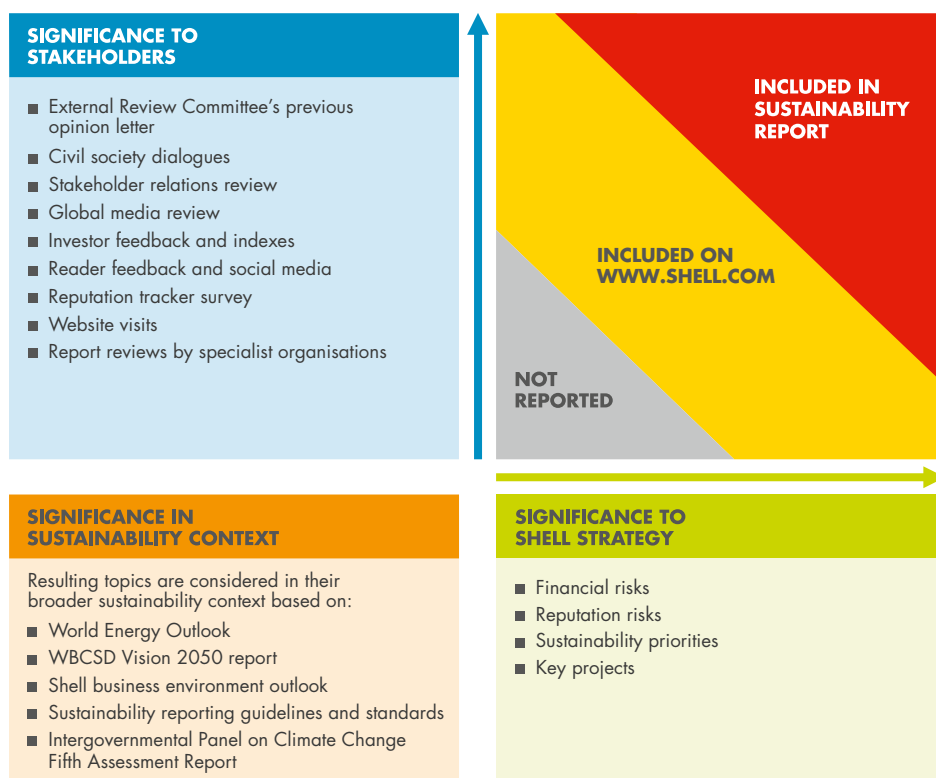 SIGNIFICANCE TO
STAKEHOLDERS
■ External Review Committee's previous
opinion letter
■ Civil society dialogues
■ Stakeholder relations review
■ Global media review
■ Investor feedback and indexes
■ Reader feedback and social media
■ Reputation tracker survey
■ Website visits
■ Report reviews by specialist organisations
INCLUDED IN
SUSTAINABILITY
REPORT
INCLUDED ON
WWW.SHELL.COM
NOT
REPORTED
SIGNIFICANCE IN
SUSTAINABILITY CONTEXT
Resulting topics are considered in their
broader sustainability context based on:
■ World Energy Outlook
■ WBCSD Vision 2050 report
■ Shell business environment outlook
■ Sustainability reporting guidelines and standards
■ Intergovernmental Panel on Climate Change
Fifth Assessment Report
SIGNIFICANCE TO
SHELL STRATEGY
■ Financial risks
■ Reputation risks
■ Sustainability priorities
■ Key projects